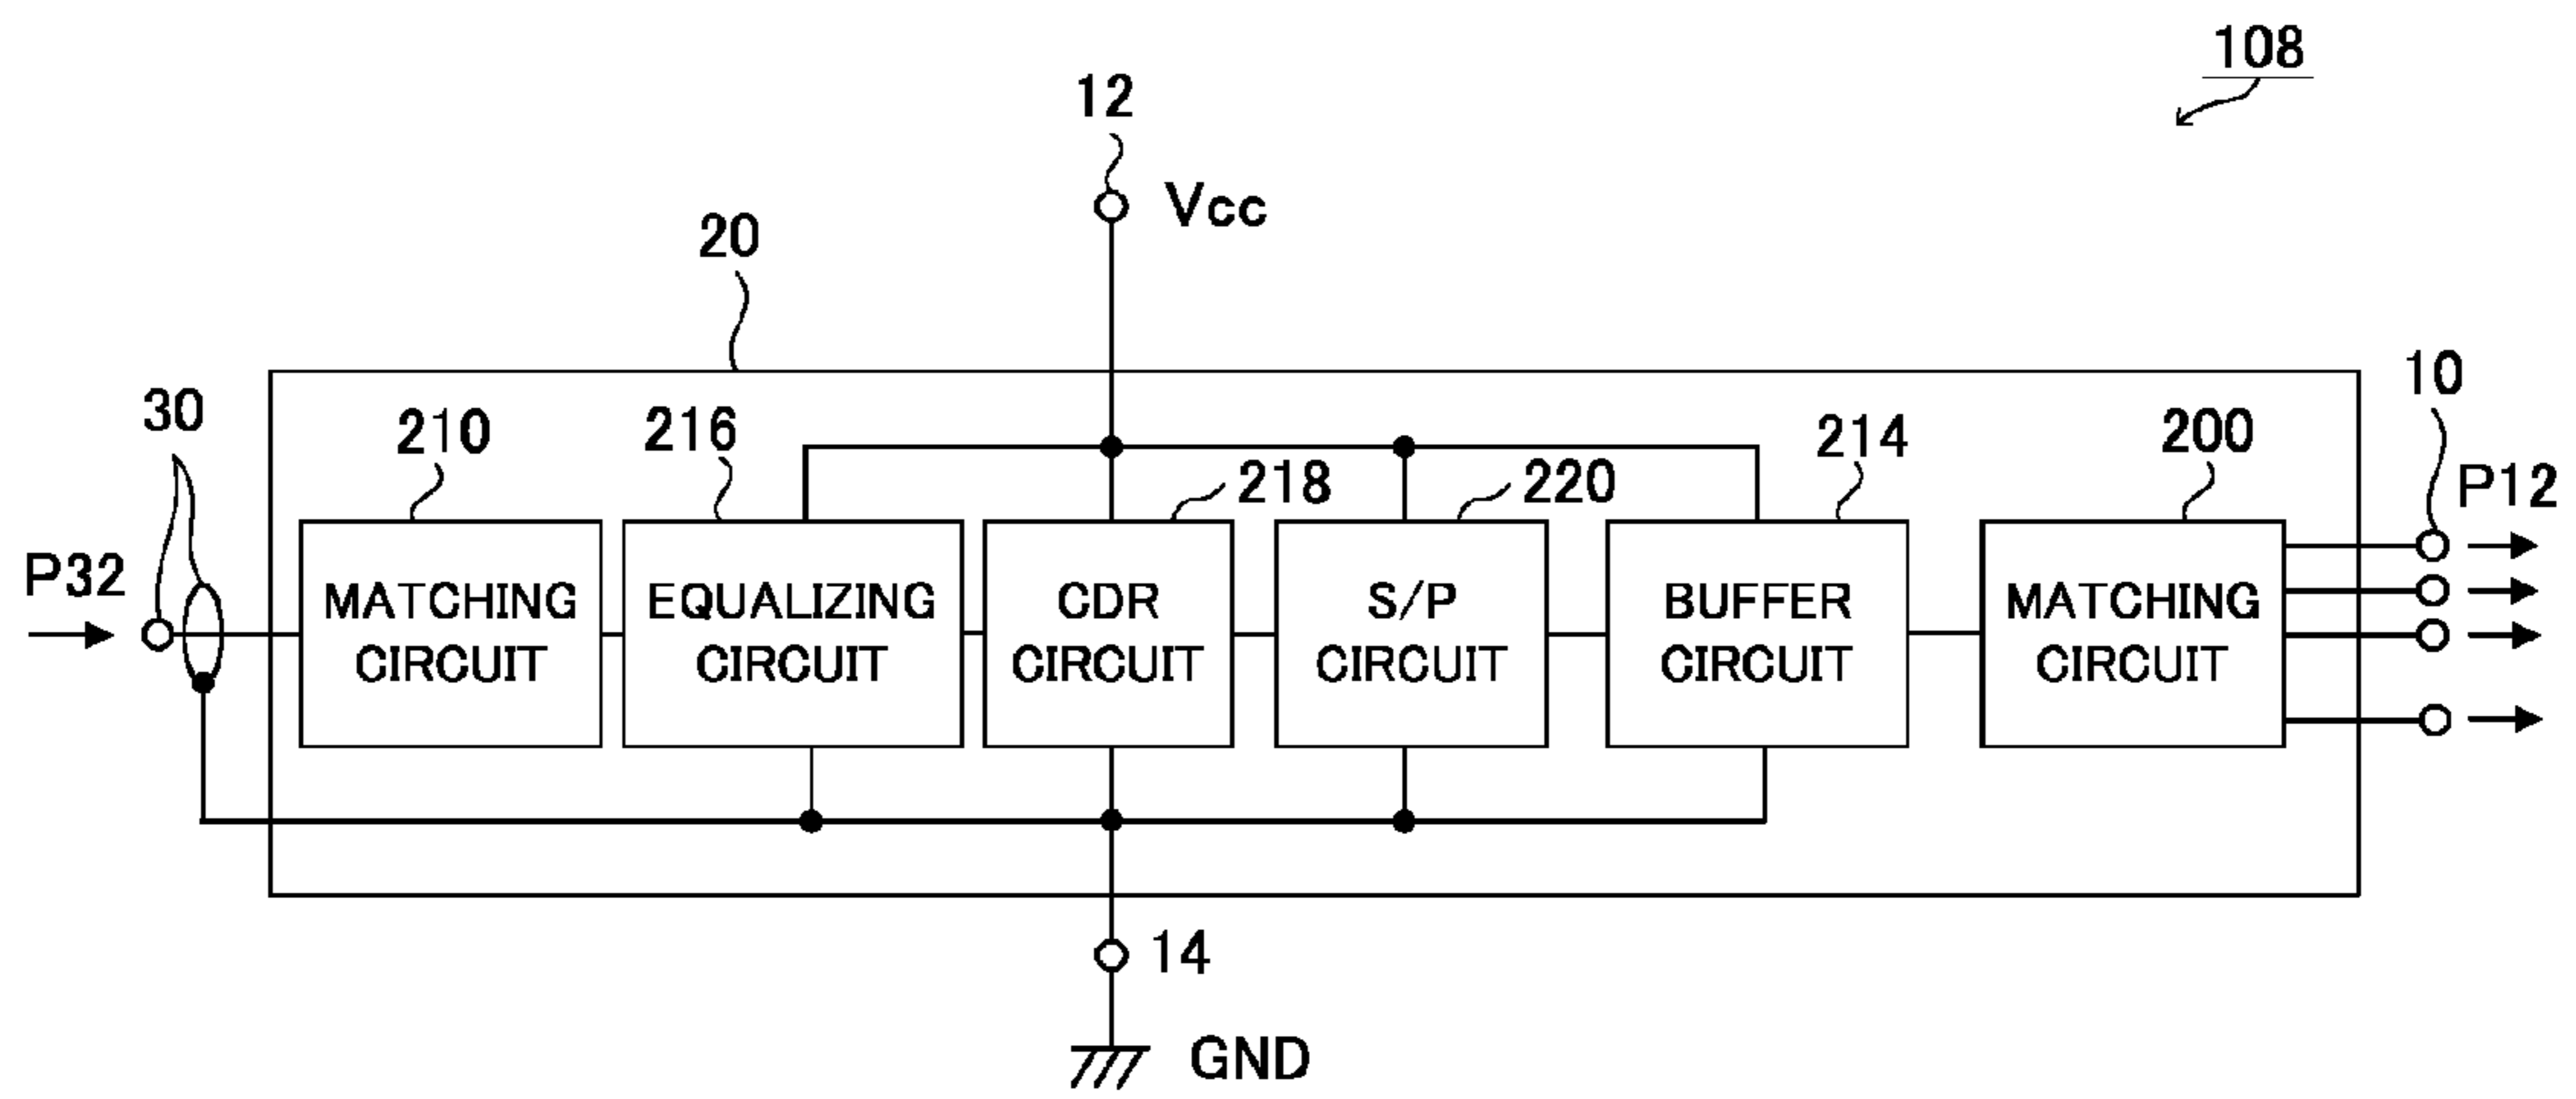 108
12
Vcc
20
10
30
210
216
218
220
214
200
P12
P32
MATCHING
CIRCUIT
EQUALIZING
CIRCUIT
CDR
CIRCUIT
S/P
CIRCUIT
BUFFER
CIRCUIT
MATCHING
CIRCUIT
14
GND